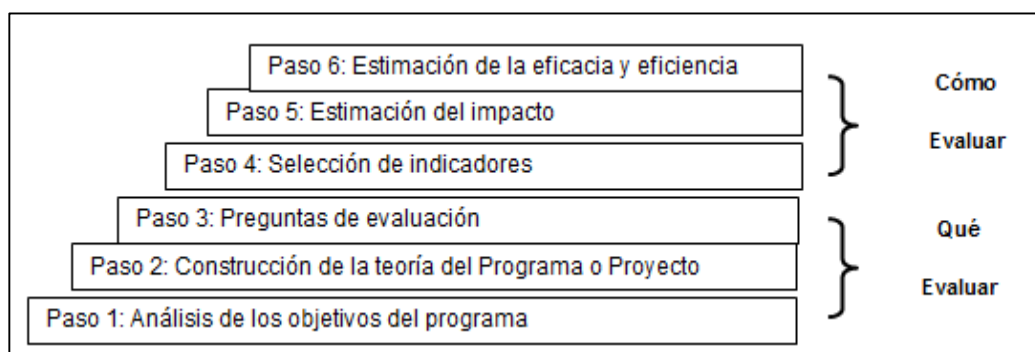 Paso 6: Estimación de la eficacia y eficiencia
Paso 5: Estimación del impacto
Paso 4: Selección de indicadores
Cómo
Evaluar
Paso 3: Preguntas de evaluación
Paso 2: Construcción de la teoría del Programa o Proyecto
Paso 1: Análisis de los objetivos del programa
Qué
Evaluar